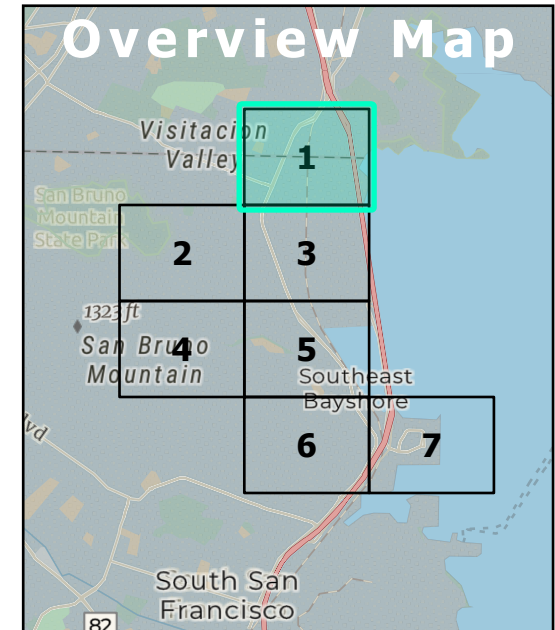 Overview Map
Visitacion
Valley
1
San Bruno
Mountain
State Park
2
3
1323 ft
San Bruno
Mountain
4
5
Southeast
Bayshore
lvd
6
7
South San
Francisco
82